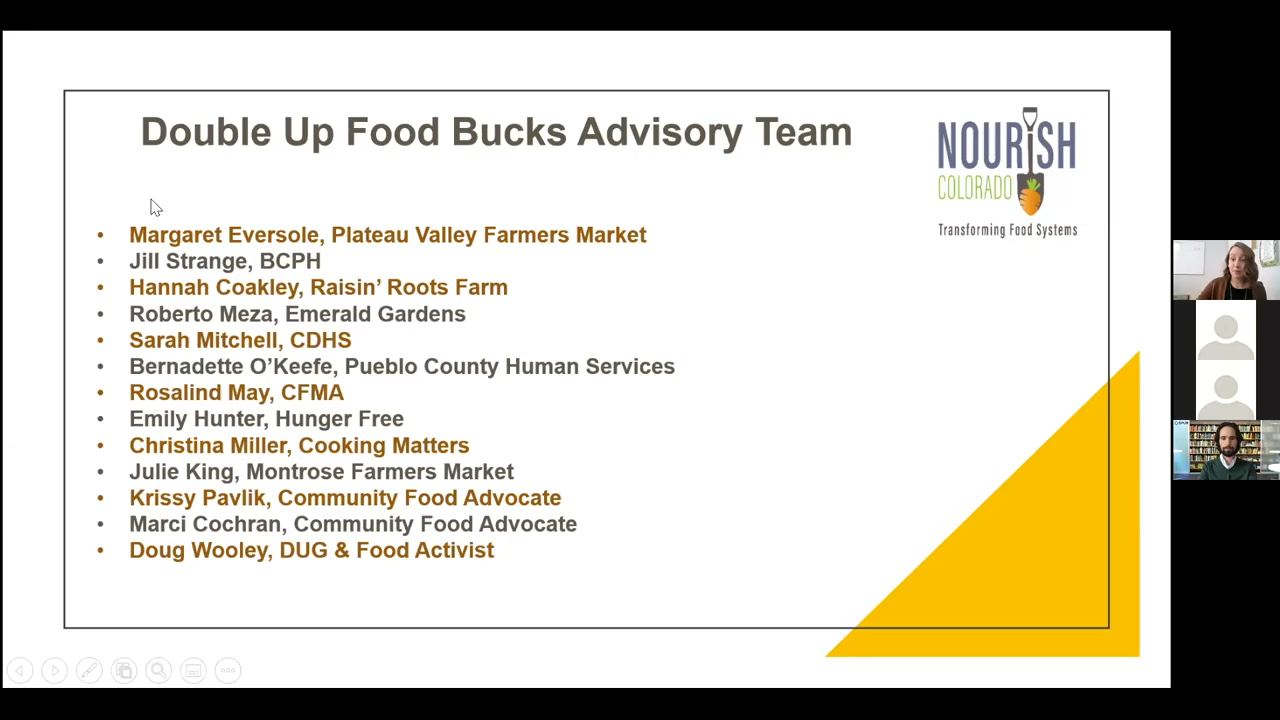 Double Up Food Bucks Advisory Team
NOURISH
COLORADO
Transforming Food Systems
• Margaret Eversole, Plateau Valley Farmers Market
• Jill Strange, BCPH
• Hannah Coakley, Raisin’ Roots Farm
• Roberto Meza, Emerald Gardens
• Sarah Mitchell, CDHS
• Bernadette O’Keefe, Pueblo County Human Services
• Rosalind May, CFMA
• Emily Hunter, Hunger Free
• Christina Miller, Cooking Matters
• Julie King, Montrose Farmers Market
• Krissy Pavlik, Community Food Advocate
• Marci Cochran, Community Food Advocate
• Doug Wooley, DUG & Food Activist